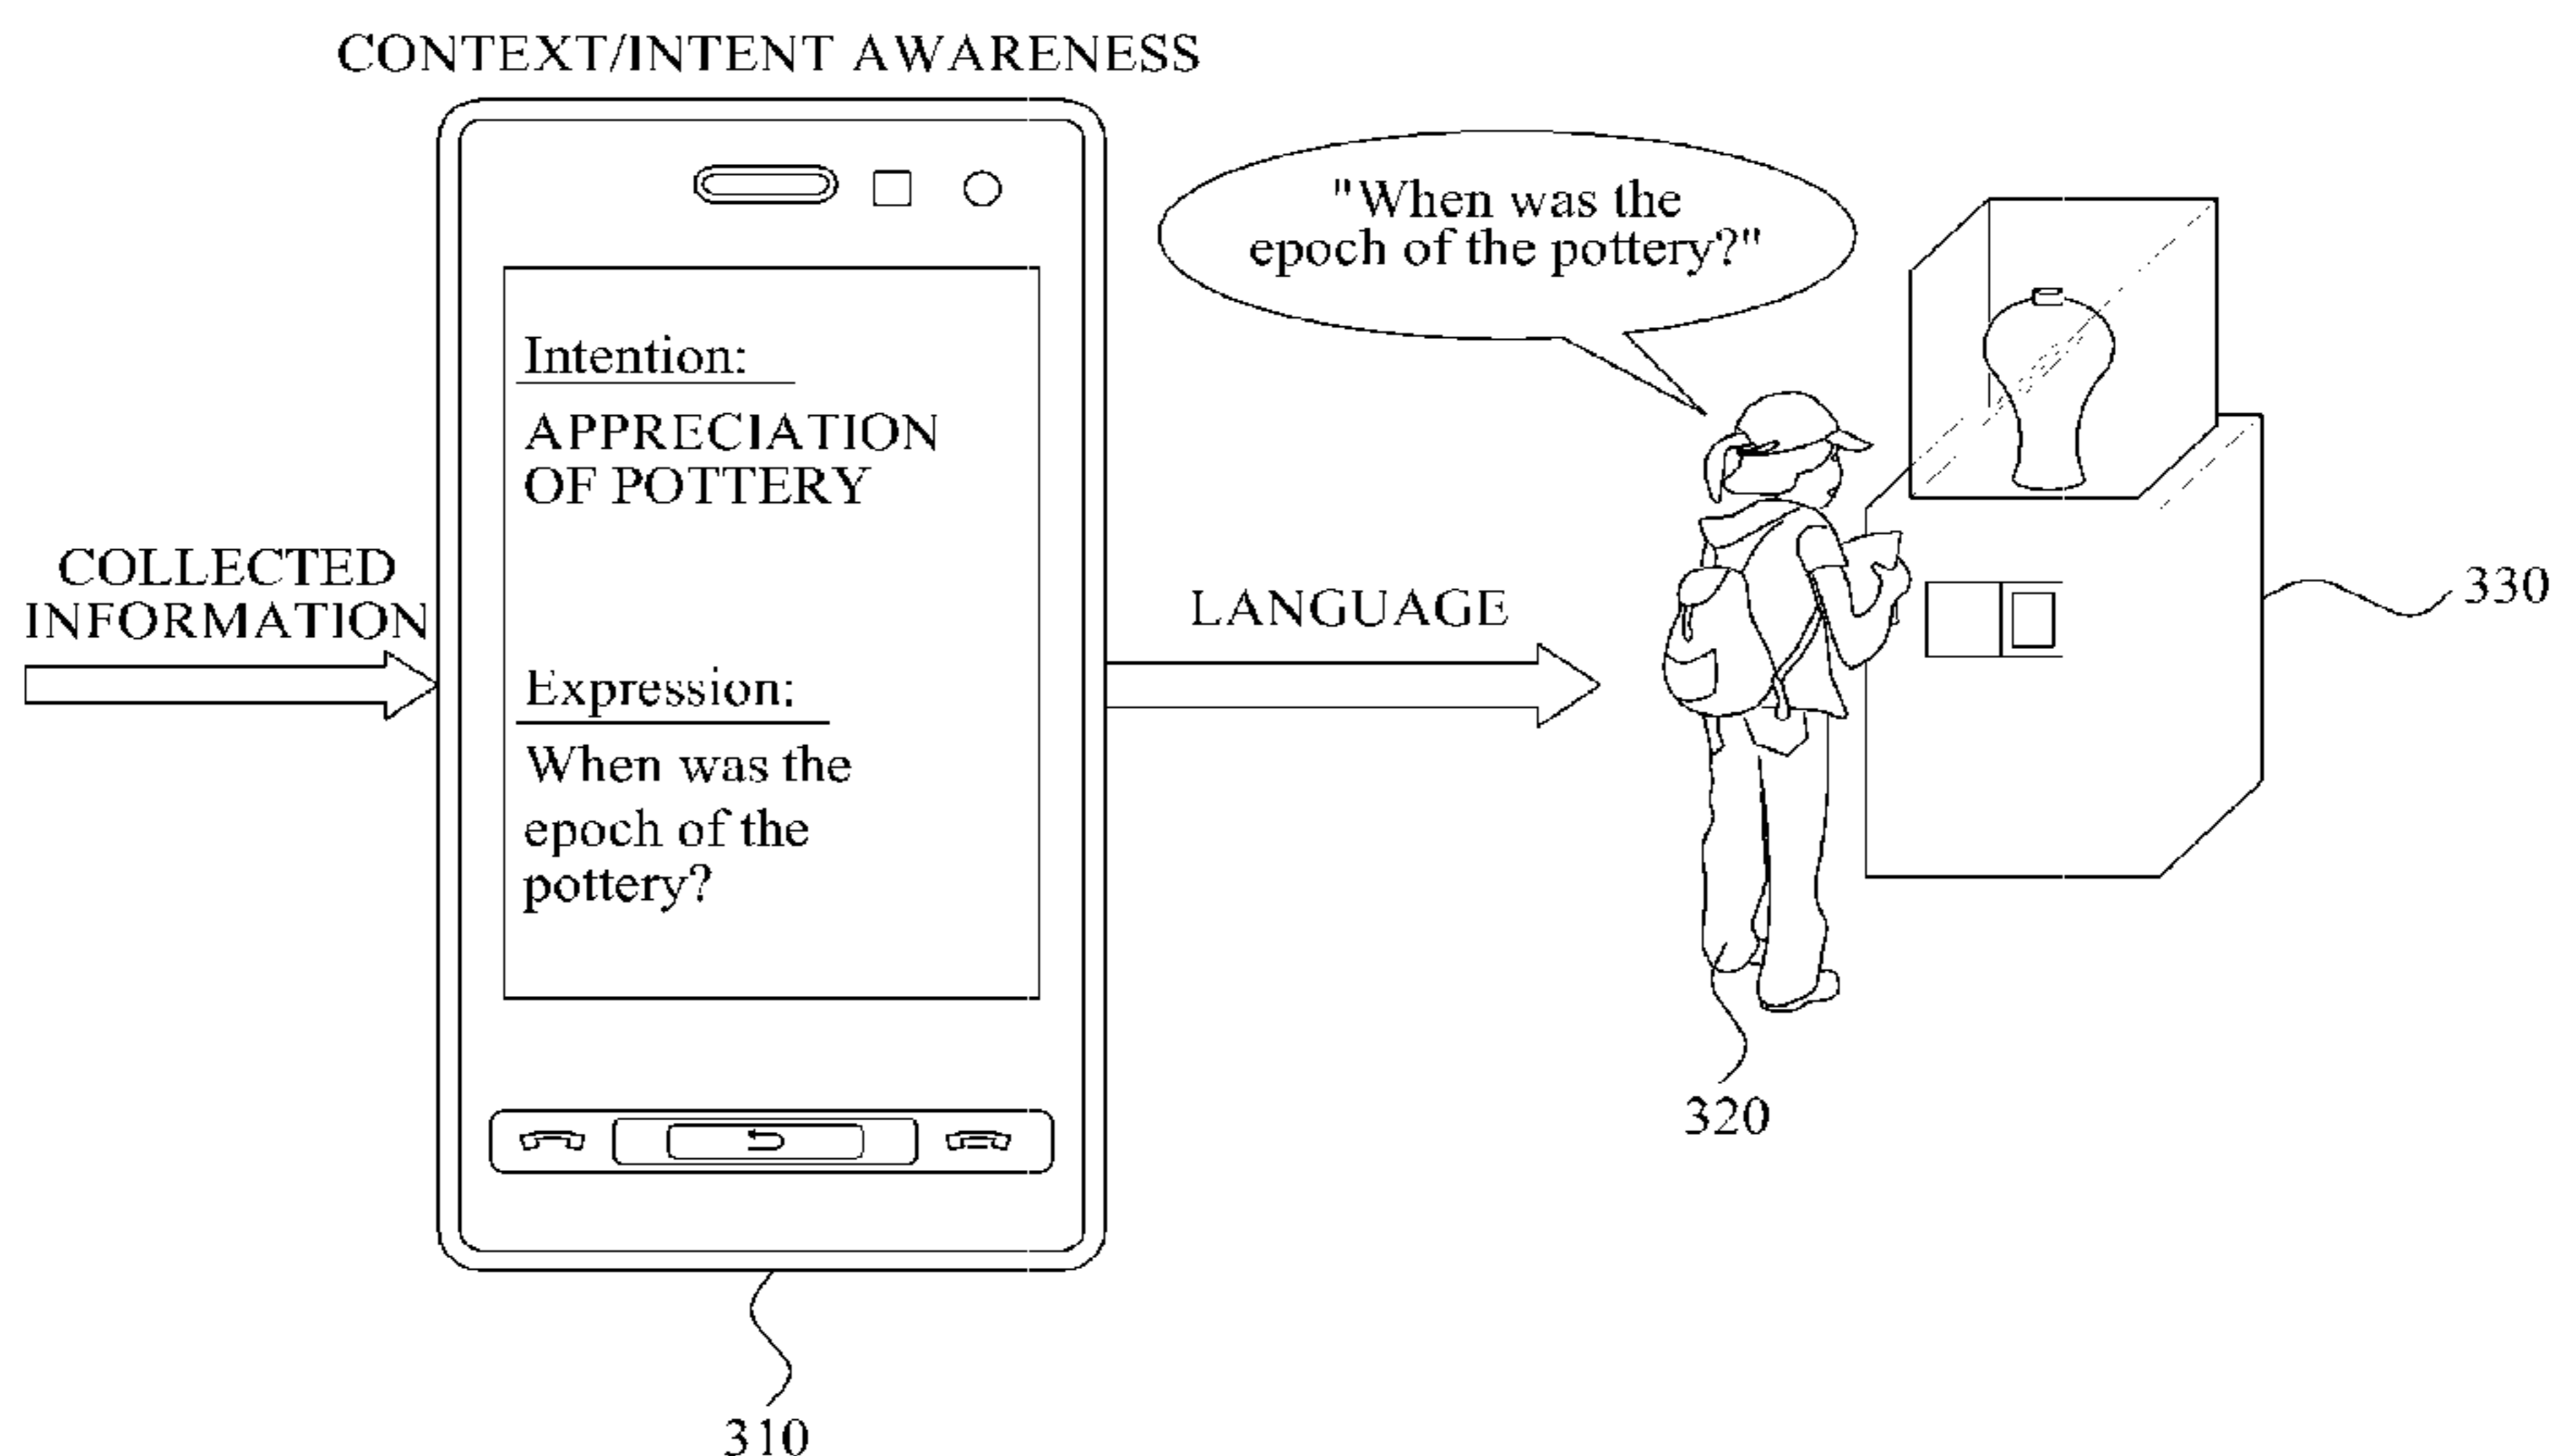 CONTEXT/INTENT AWARENESS
COLLECTED
INFORMATION
Intention:
APPRECIATION
OF POTTERY
Expression:
When was the
epoch of the
pottery?
310
LANGUAGE
"When was the
epoch of the pottery?"
320
330